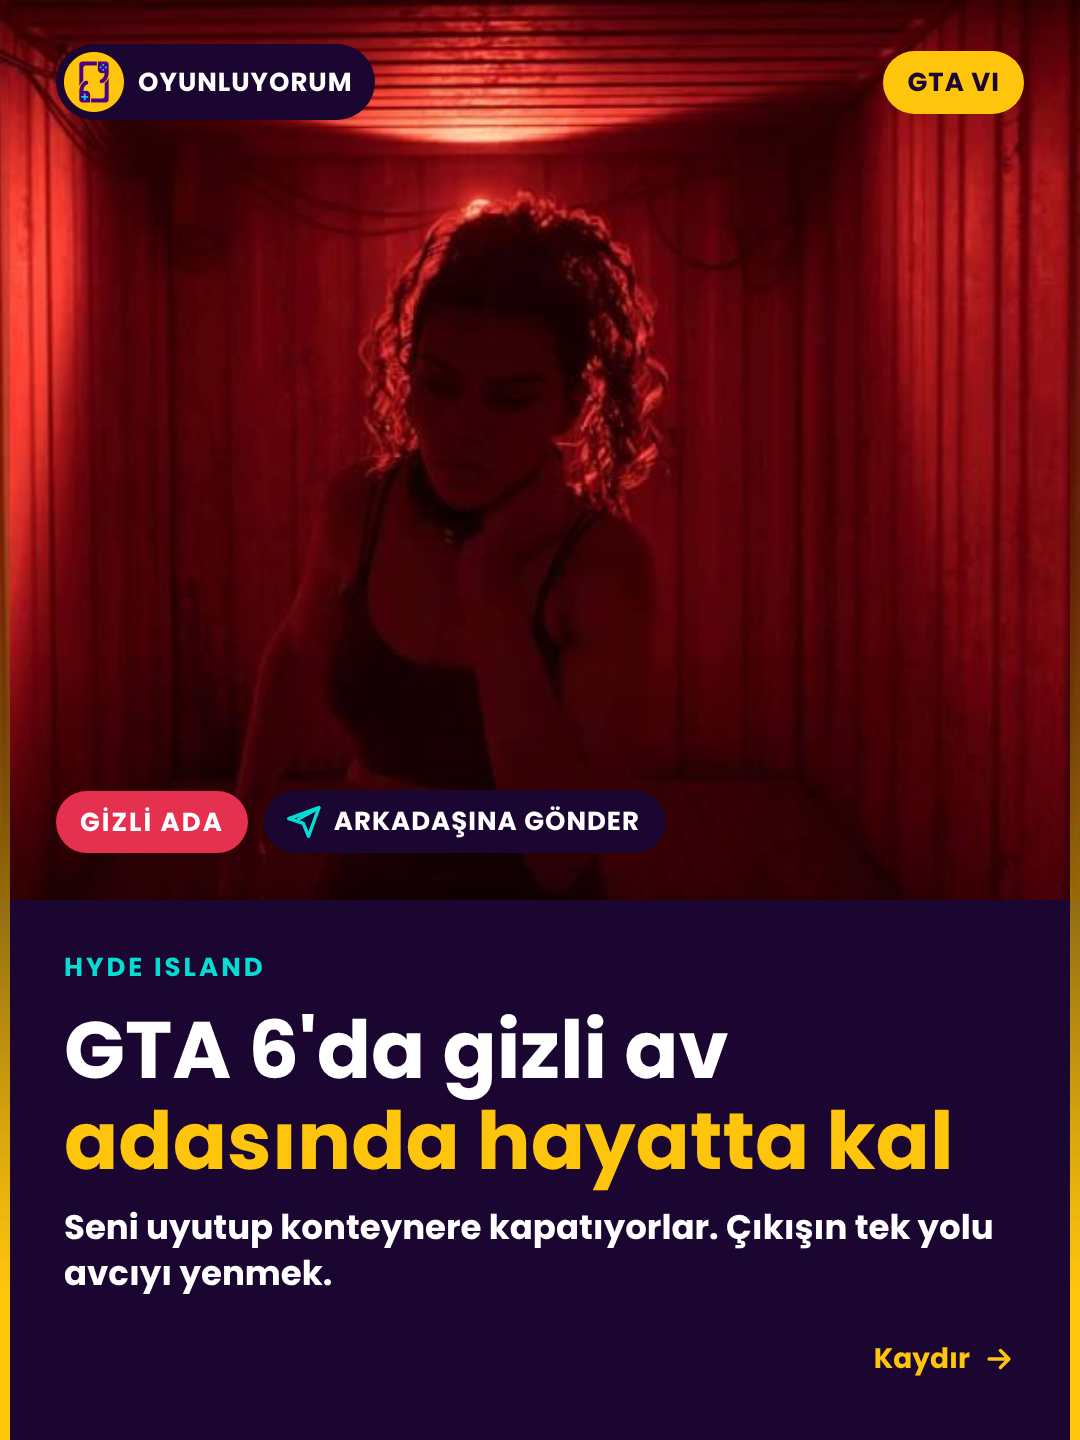 OYUNLUYORUM
GTA VI
GİZLİ ADA
ARKADAŞINA GÖNDER
HYDE ISLAND
GTA 6'da gizli av
adasında hayatta kal
Seni uyutup konteynere kapatıyorlar. Çıkışın tek yolu
avcıyı yenmek.
Kaydır →